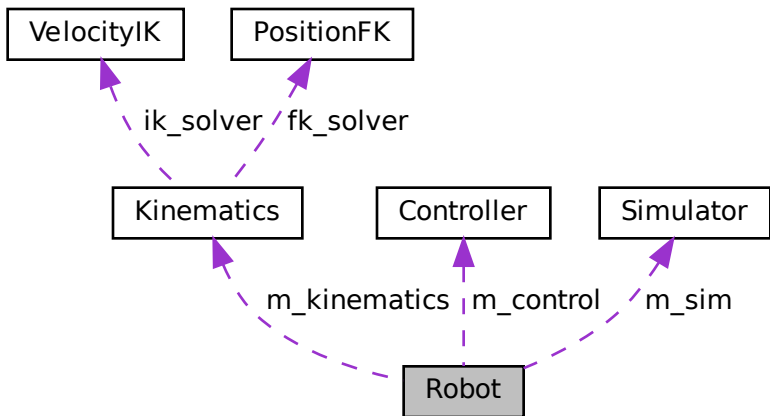 VelocityIK
PositionFK
ik_solver
fk_solver
Kinematics
Controller
Simulator
m_kinematics
m_control
m_sim
Robot